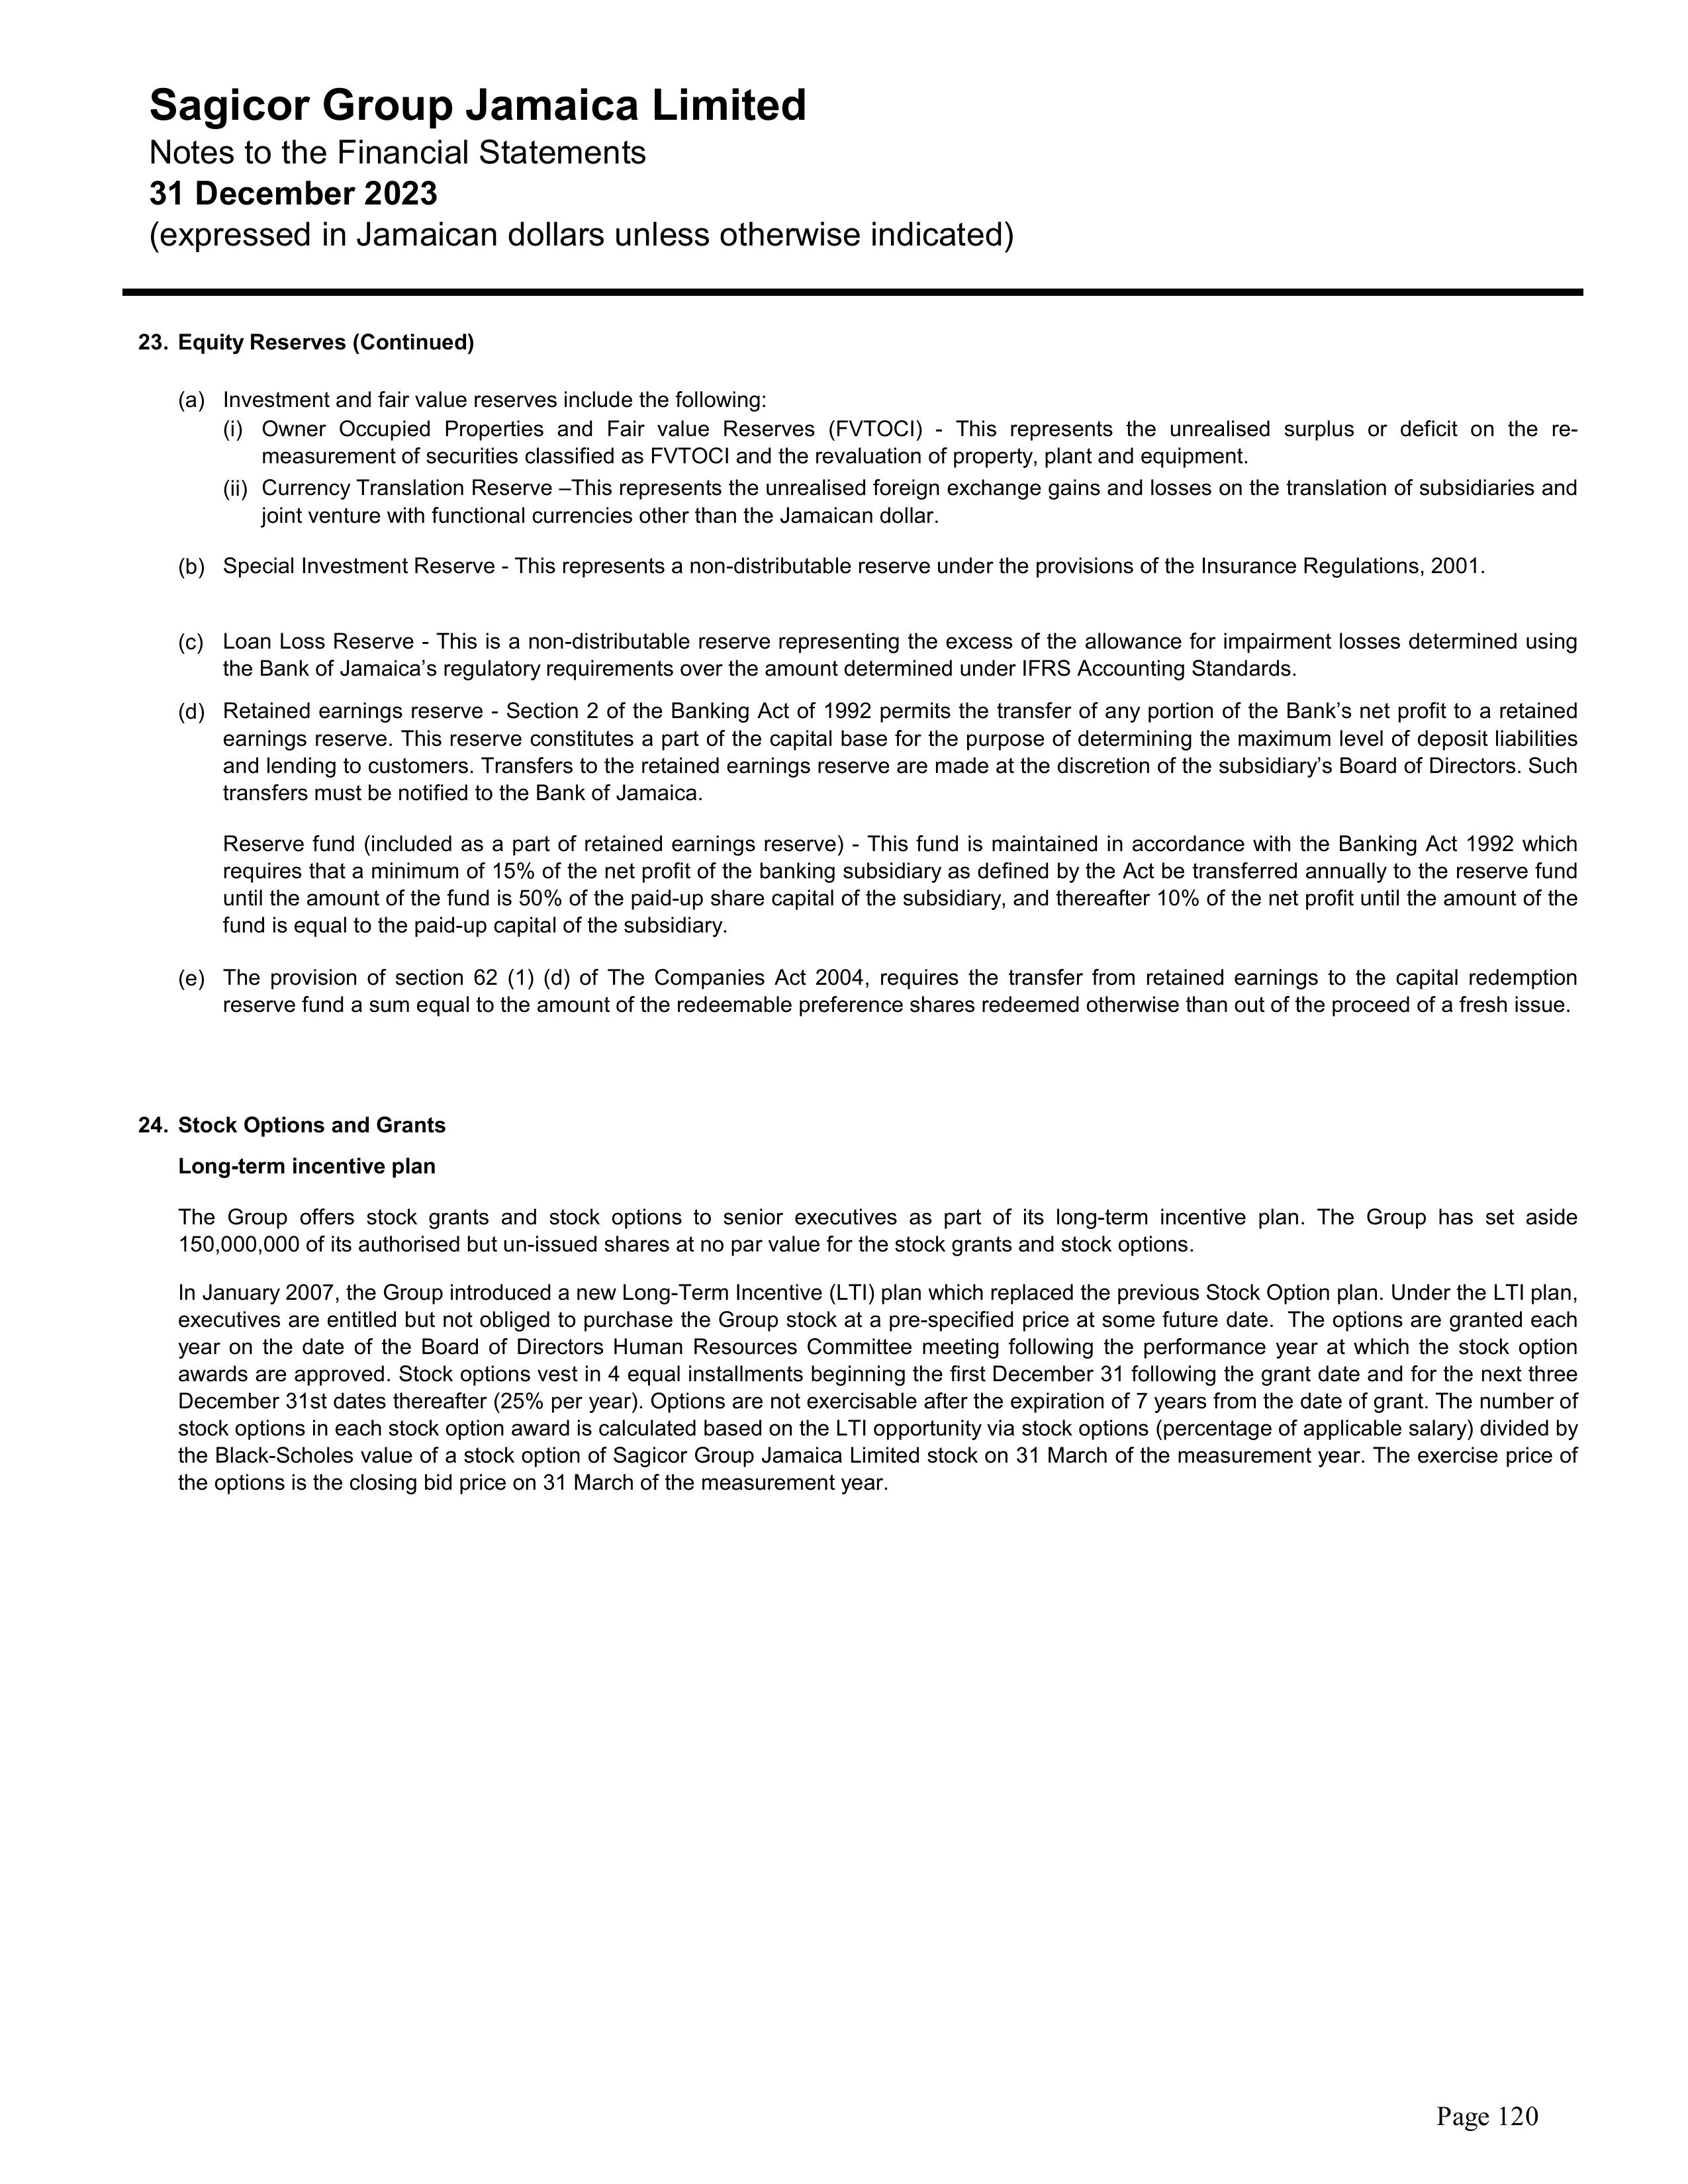 Sagicor Group Jamaica Limited
Notes to the Financial Statements
31 December 2023
(expressed in Jamaican dollars unless otherwise indicated)
23. Equity Reserves (Continued)
(a) Investment and fair value reserves include the following:
(i) Owner Occupied Properties and Fair value Reserves (FVTOCI) - This represents the unrealised surplus or deficit on the re-
measurement of securities classified as FVTOCI and the revaluation of property, plant and equipment.
(ii) Currency Translation Reserve –This represents the unrealised foreign exchange gains and losses on the translation of subsidiaries and
joint venture with functional currencies other than the Jamaican dollar.
(b) Special Investment Reserve - This represents a non-distributable reserve under the provisions of the Insurance Regulations, 2001.
(c) Loan Loss Reserve - This is a non-distributable reserve representing the excess of the allowance for impairment losses determined using
the Bank of Jamaica’s regulatory requirements over the amount determined under IFRS Accounting Standards.
(d) Retained earnings reserve - Section 2 of the Banking Act of 1992 permits the transfer of any portion of the Bank’s net profit to a retained
earnings reserve. This reserve constitutes a part of the capital base for the purpose of determining the maximum level of deposit liabilities
and lending to customers. Transfers to the retained earnings reserve are made at the discretion of the subsidiary’s Board of Directors. Such
transfers must be notified to the Bank of Jamaica.
Reserve fund (included as a part of retained earnings reserve) - This fund is maintained in accordance with the Banking Act 1992 which
requires that a minimum of 15% of the net profit of the banking subsidiary as defined by the Act be transferred annually to the reserve fund
until the amount of the fund is 50% of the paid-up share capital of the subsidiary, and thereafter 10% of the net profit until the amount of the
fund is equal to the paid-up capital of the subsidiary.
(e) The provision of section 62 (1) (d) of The Companies Act 2004, requires the transfer from retained earnings to the capital redemption
reserve fund a sum equal to the amount of the redeemable preference shares redeemed otherwise than out of the proceed of a fresh issue.
24. Stock Options and Grants
Long-term incentive plan
The Group offers stock grants and stock options to senior executives as part of its long-term incentive plan. The Group has set aside
150,000,000 of its authorised but un-issued shares at no par value for the stock grants and stock options.
In January 2007, the Group introduced a new Long-Term Incentive (LTI) plan which replaced the previous Stock Option plan. Under the LTI plan,
executives are entitled but not obliged to purchase the Group stock at a pre-specified price at some future date. The options are granted each
year on the date of the Board of Directors Human Resources Committee meeting following the performance year at which the stock option
awards are approved. Stock options vest in 4 equal installments beginning the first December 31 following the grant date and for the next three
December 31st dates thereafter (25% per year). Options are not exercisable after the expiration of 7 years from the date of grant. The number of
stock options in each stock option award is calculated based on the LTI opportunity via stock options (percentage of applicable salary) divided by
the Black-Scholes value of a stock option of Sagicor Group Jamaica Limited stock on 31 March of the measurement year. The exercise price of
the options is the closing bid price on 31 March of the measurement year.
Page 120